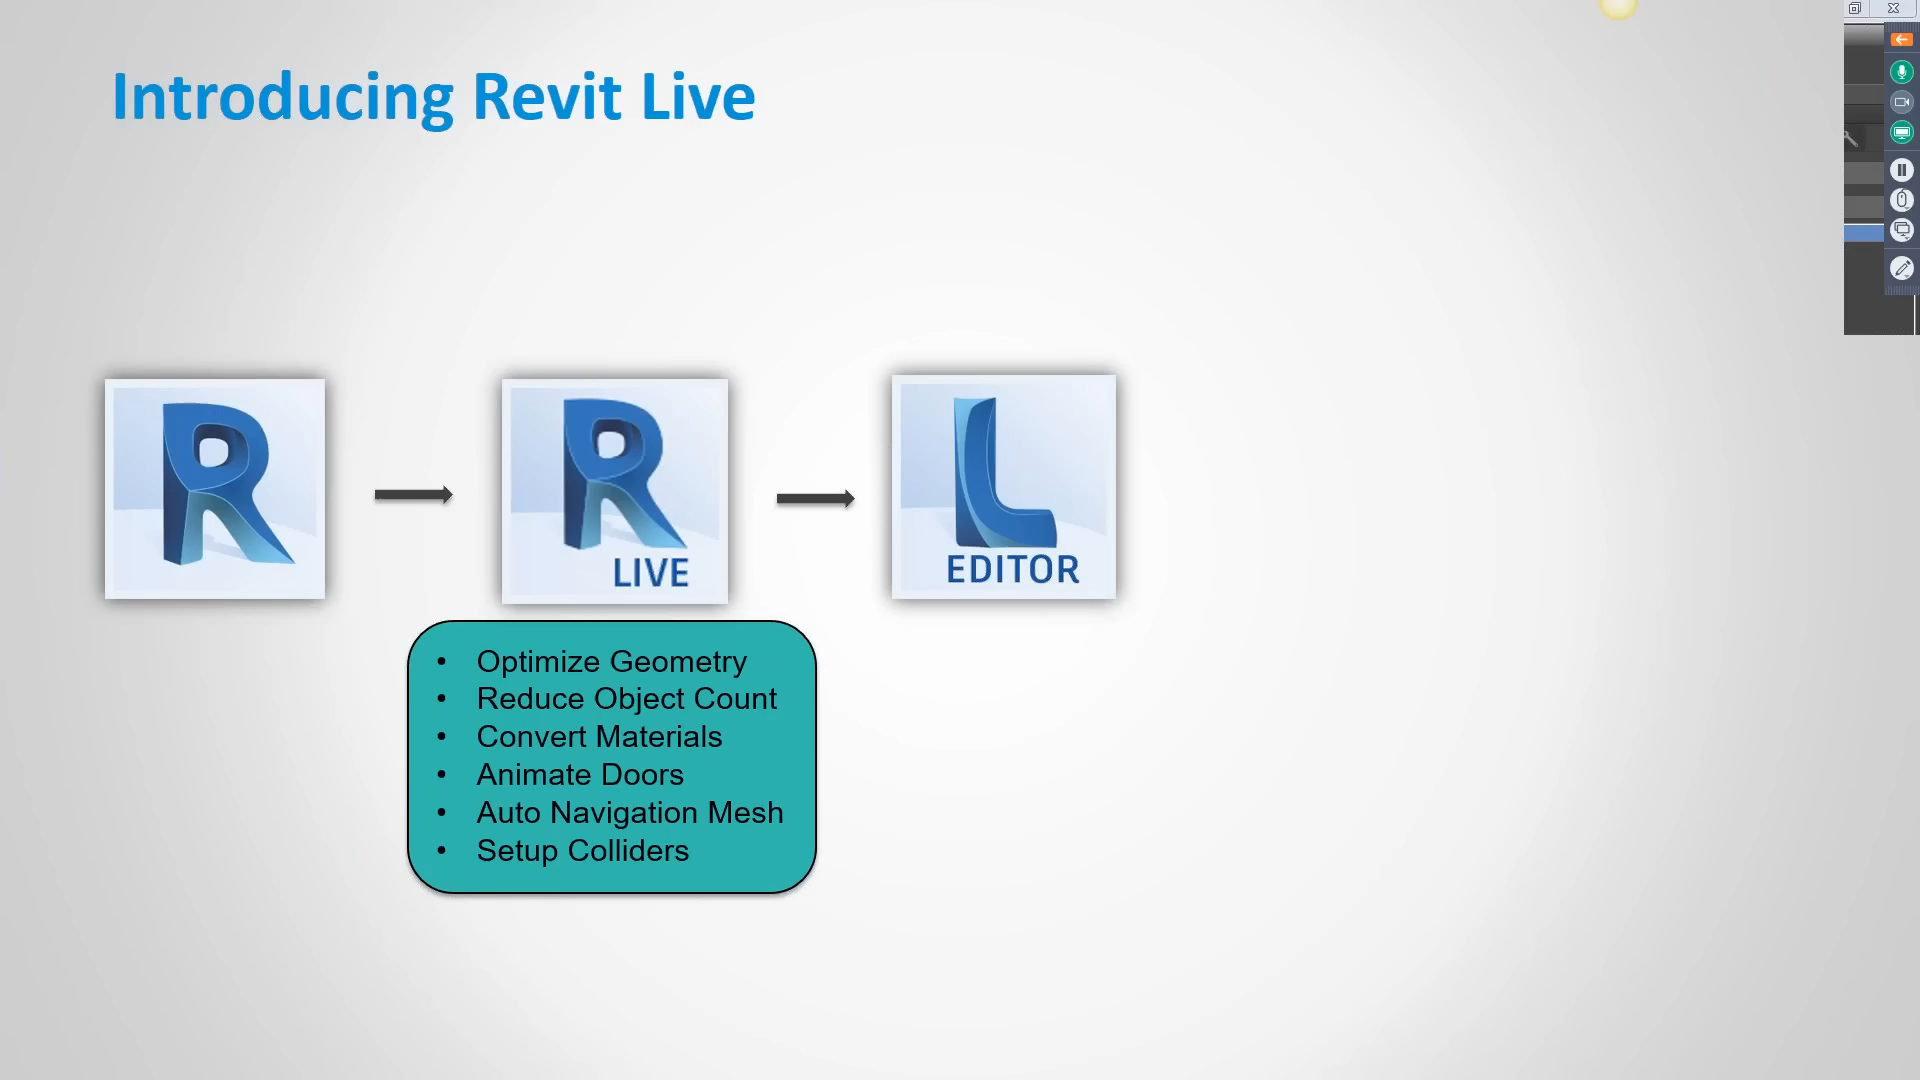 Introducing Revit Live
LIVE
EDITOR
• Optimize Geometry
• Reduce Object Count
• Convert Materials
• Animate Doors
• Auto Navigation Mesh
• Setup Colliders